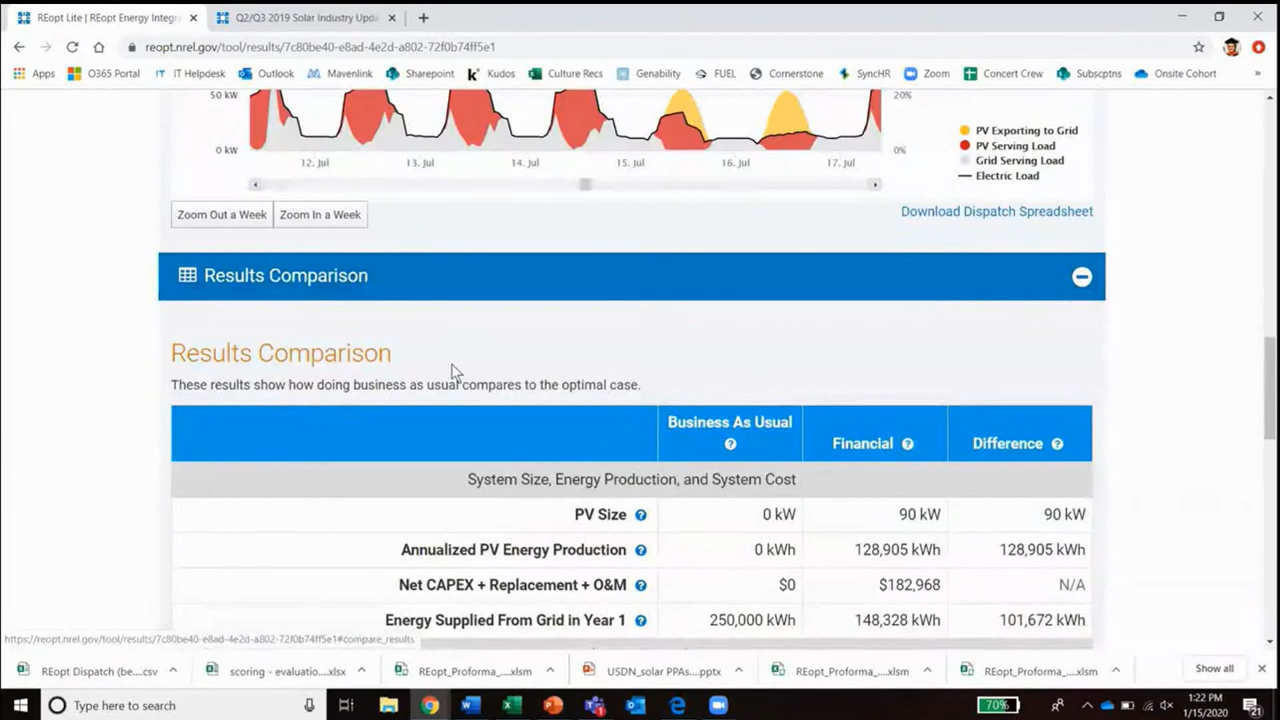 REopt Lite | REopt Energy Integra
Q2/Q3 2019 Solar Industry Upda
reopt.nrel.gov/tool/results/7c80be40-e8ad-4e2d-a802-72f0b74ff5e1
Apps
O365 Portal
IT Helpdesk
Outlook
Mavenlink
Sharepoint
Kudos
Culture Recs
Genability
FUEL
Cornerstone
SyncHR
Zoom
Concert Crew
Subscptns
Onsite Cohort
»
50 kW
20%
0 kW
0%
12. Jul
13. Jul
14. Jul
15. Jul
16. Jul
17. Jul
PV Exporting to Grid
PV Serving Load
Grid Serving Load
Electric Load
Zoom Out a Week
Zoom In a Week
Download Dispatch Spreadsheet
Results Comparison
Results Comparison
These results show how doing business as usual compares to the optimal case.
Business As Usual
Financial
Difference
System Size, Energy Production, and System Cost
PV Size 0 kW 90 kW 90 kW
Annualized PV Energy Production 0 kWh 128,905 kWh 128,905 kWh
Net CAPEX + Replacement + O&M $0 $182,968 N/A
Energy Supplied From Grid in Year 1 250,000 kWh 148,328 kWh 101,672 kWh
https://reopt.nrel.gov/tool/results/7c80be40-e8ad-4e2d-a802-72f0b74ff5e1#compare_results
REopt Dispatch (be....csv
scoring - evaluatio....xlsx
REopt_Proforma_....xlsm
USDN_solar PPAs....pptx
REopt_Proforma_....xlsm
REopt_Proforma_....xlsm
Show all
Type here to search
70%
1:22 PM
1/15/2020
21